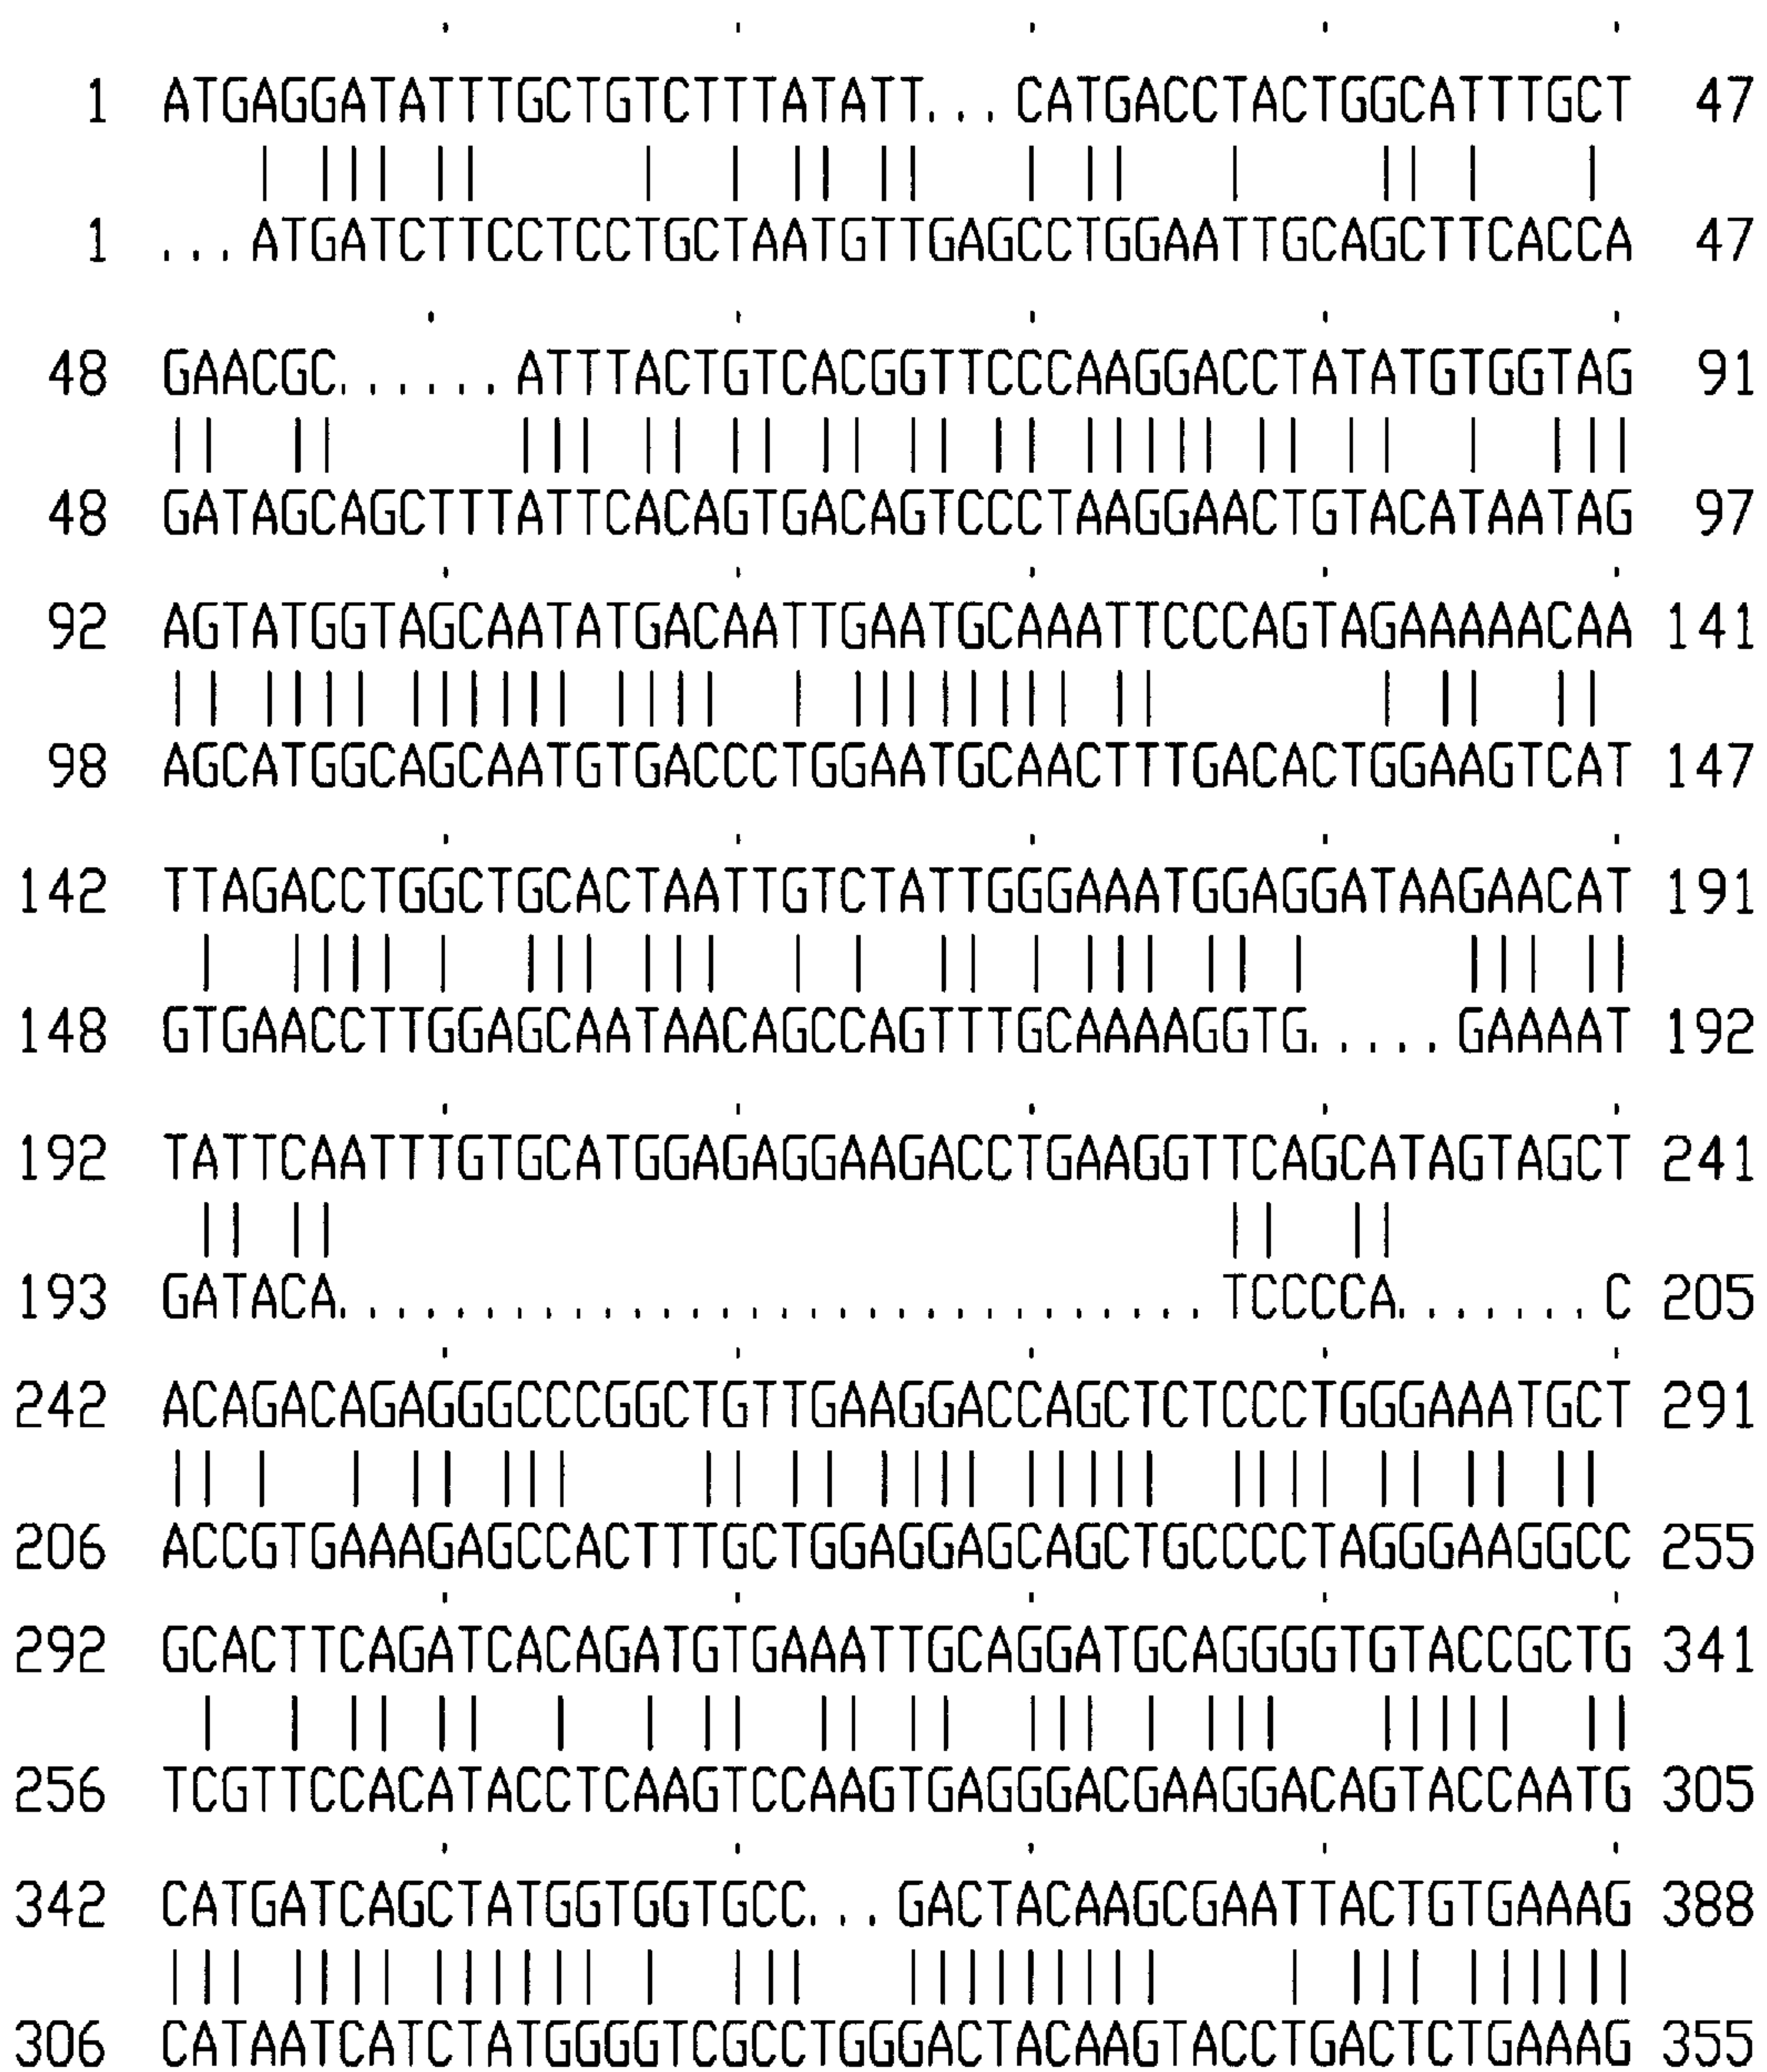 1 ATGAGGATATTTGCTGTCTTTATATT...CATGACCTACTGGCATTTGCT 47
1 ...ATGATCTTCCTCCTGCTAATGTTGAGCCTGGAATTGCAGCTTCACCA 47
48 GAACGC......ATTTACTGTCACGGTTCCCAAGGACCTATATGTGGTAG 91
48 GATAGCAGCTTTATTCACAGTGACAGTCCCTAAGGAACTGTACATAATAG 97
92 AGTATGGTAGCAATATGACAATTGAATGCAAATTCCCAGTAGAAAAACAA 141
98 AGCATGGCAGCAATGTGACCCTGGAATGCAACTTTGACACTGGAAGTCAT 147
142 TTAGACCTGGCTGCACTAATTGTCTATTGGGAAATGGAGGATAAGAACAT 191
148 GTGAACCTTGGAGCAATAACAGCCAGTTTGCAAAAGGTG.....GAAAAT 192
192 TATTCAATTTGTGCATGGAGAGGAAGACCTGAAGGTTCAGCATAGTAGCT 241
193 GATACA..............................TCCCCA.......C 205
242 ACAGACAGAGGGCCCGGCTGTTGAAGGACCAGCTCTCCCTGGGAAATGCT 291
206 ACCGTGAAAGAGCCACTTTGCTGGAGGAGCAGCTGCCCCTAGGGAAGGCC 255
292 GCACTTCAGATCACAGATGTGAAATTGCAGGATGCAGGGGTGTACCGCTG 341
256 TCGTTCCACATACCTCAAGTCCAAGTGAGGGACGAAGGACAGTACCAATG 305
342 CATGATCAGCTATGGTGGTGCC...GACTACAAGCGAATTACTGTGAAAG 388
306 CATAATCATCTATGGGGTCGCCTGGGACTACAAGTACCTGACTCTGAAAG 355